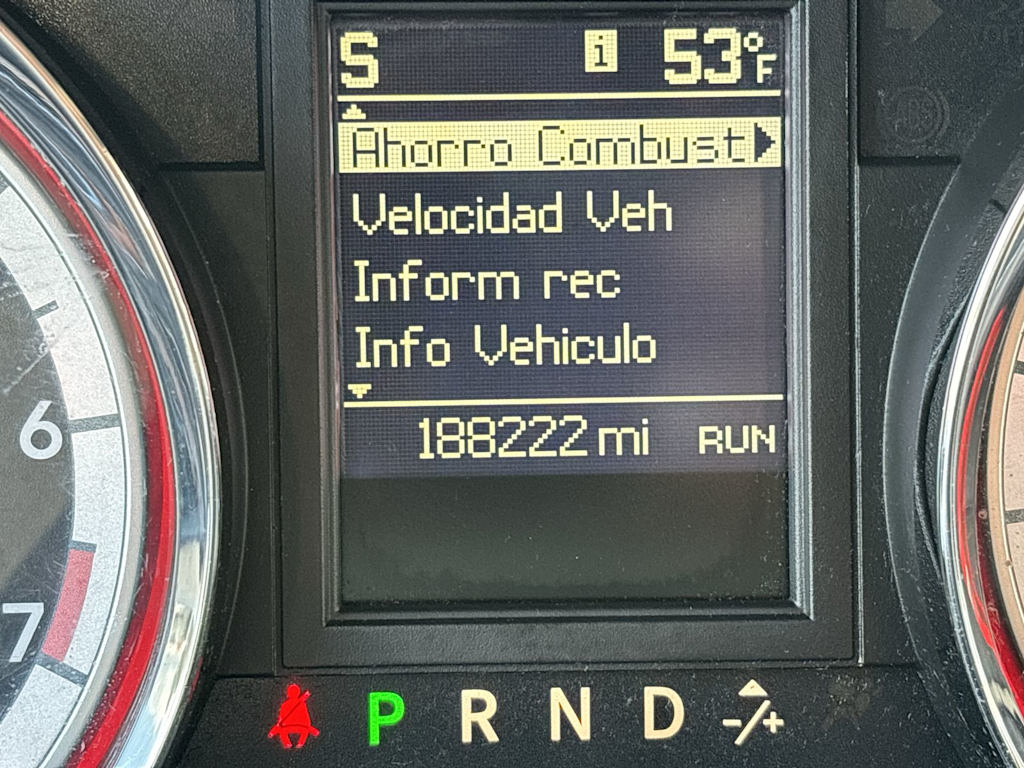 S i 53°F
Ahorro Combust
Velocidad Veh
Inform rec
Info Vehiculo
188222 mi RUN
6
7
P R N D -/+